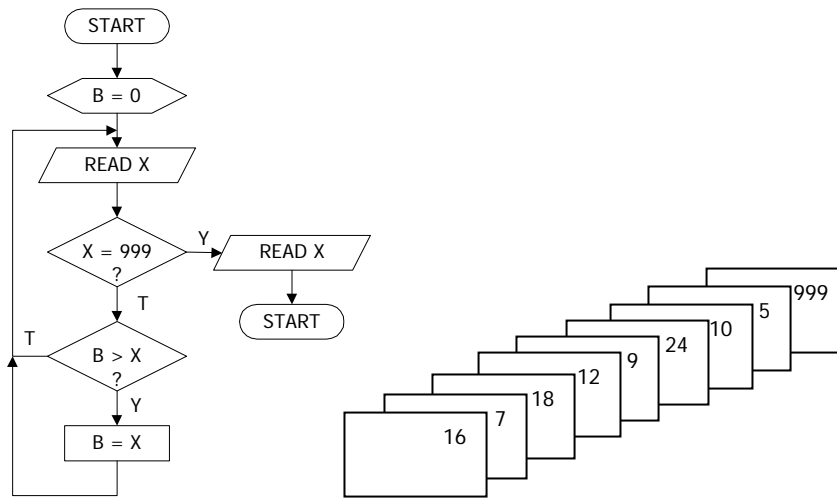 START
B = 0
READ X
X = 999
?
Y
READ X
START
T
T
B > X
?
Y
B = X
16
7
18
12
9
24
10
5
999